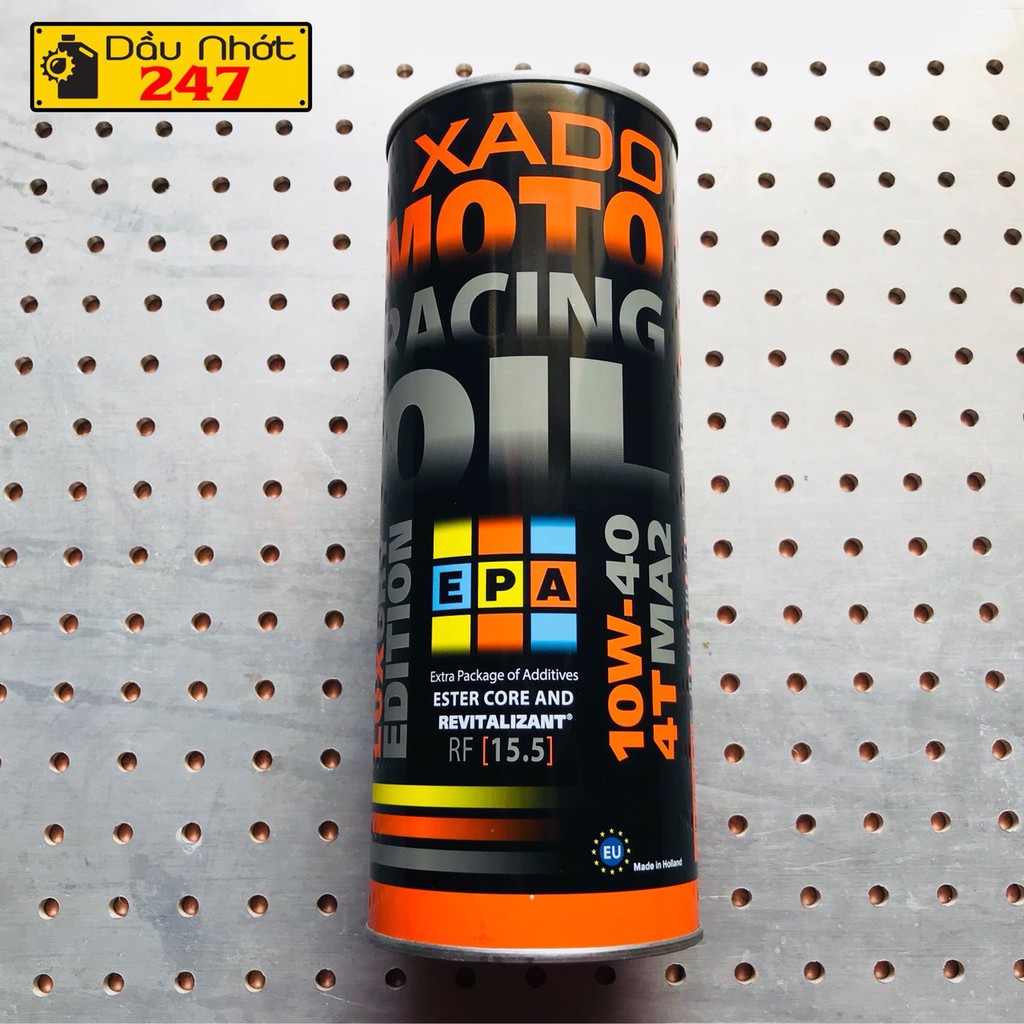 Dầu Nhớt
247
XADO
MOTO
RACING
OIL
EDITION
EPA
Extra Package of Additives
ESTER CORE AND
REVITALIZANT®
RF [15.5]
10W-40
4T MA2
EU
Made in Holland